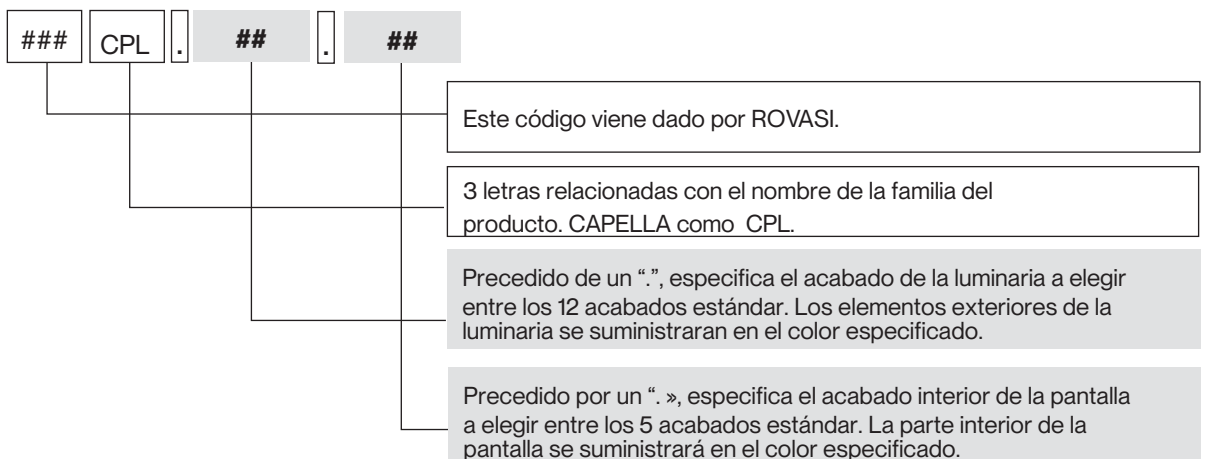 ### CPL . ## . ##
Este código viene dado por ROVASI.
3 letras relacionadas con el nombre de la familia del
producto. CAPELLA como CPL.
Precedido de un “.”, especifica el acabado de la luminaria a elegir
entre los 12 acabados estándar. Los elementos exteriores de la
luminaria se suministraran en el color especificado.
Precedido por un “. », especifica el acabado interior de la pantalla
a elegir entre los 5 acabados estándar. La parte interior de la
pantalla se suministrará en el color especificado.